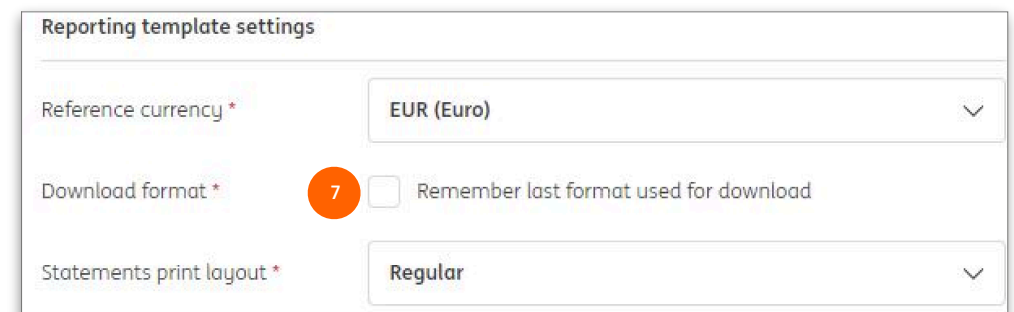 Reporting template settings
Reference currency * EUR (Euro)
Download format * 7 Remember last format used for download
Statements print layout * Regular